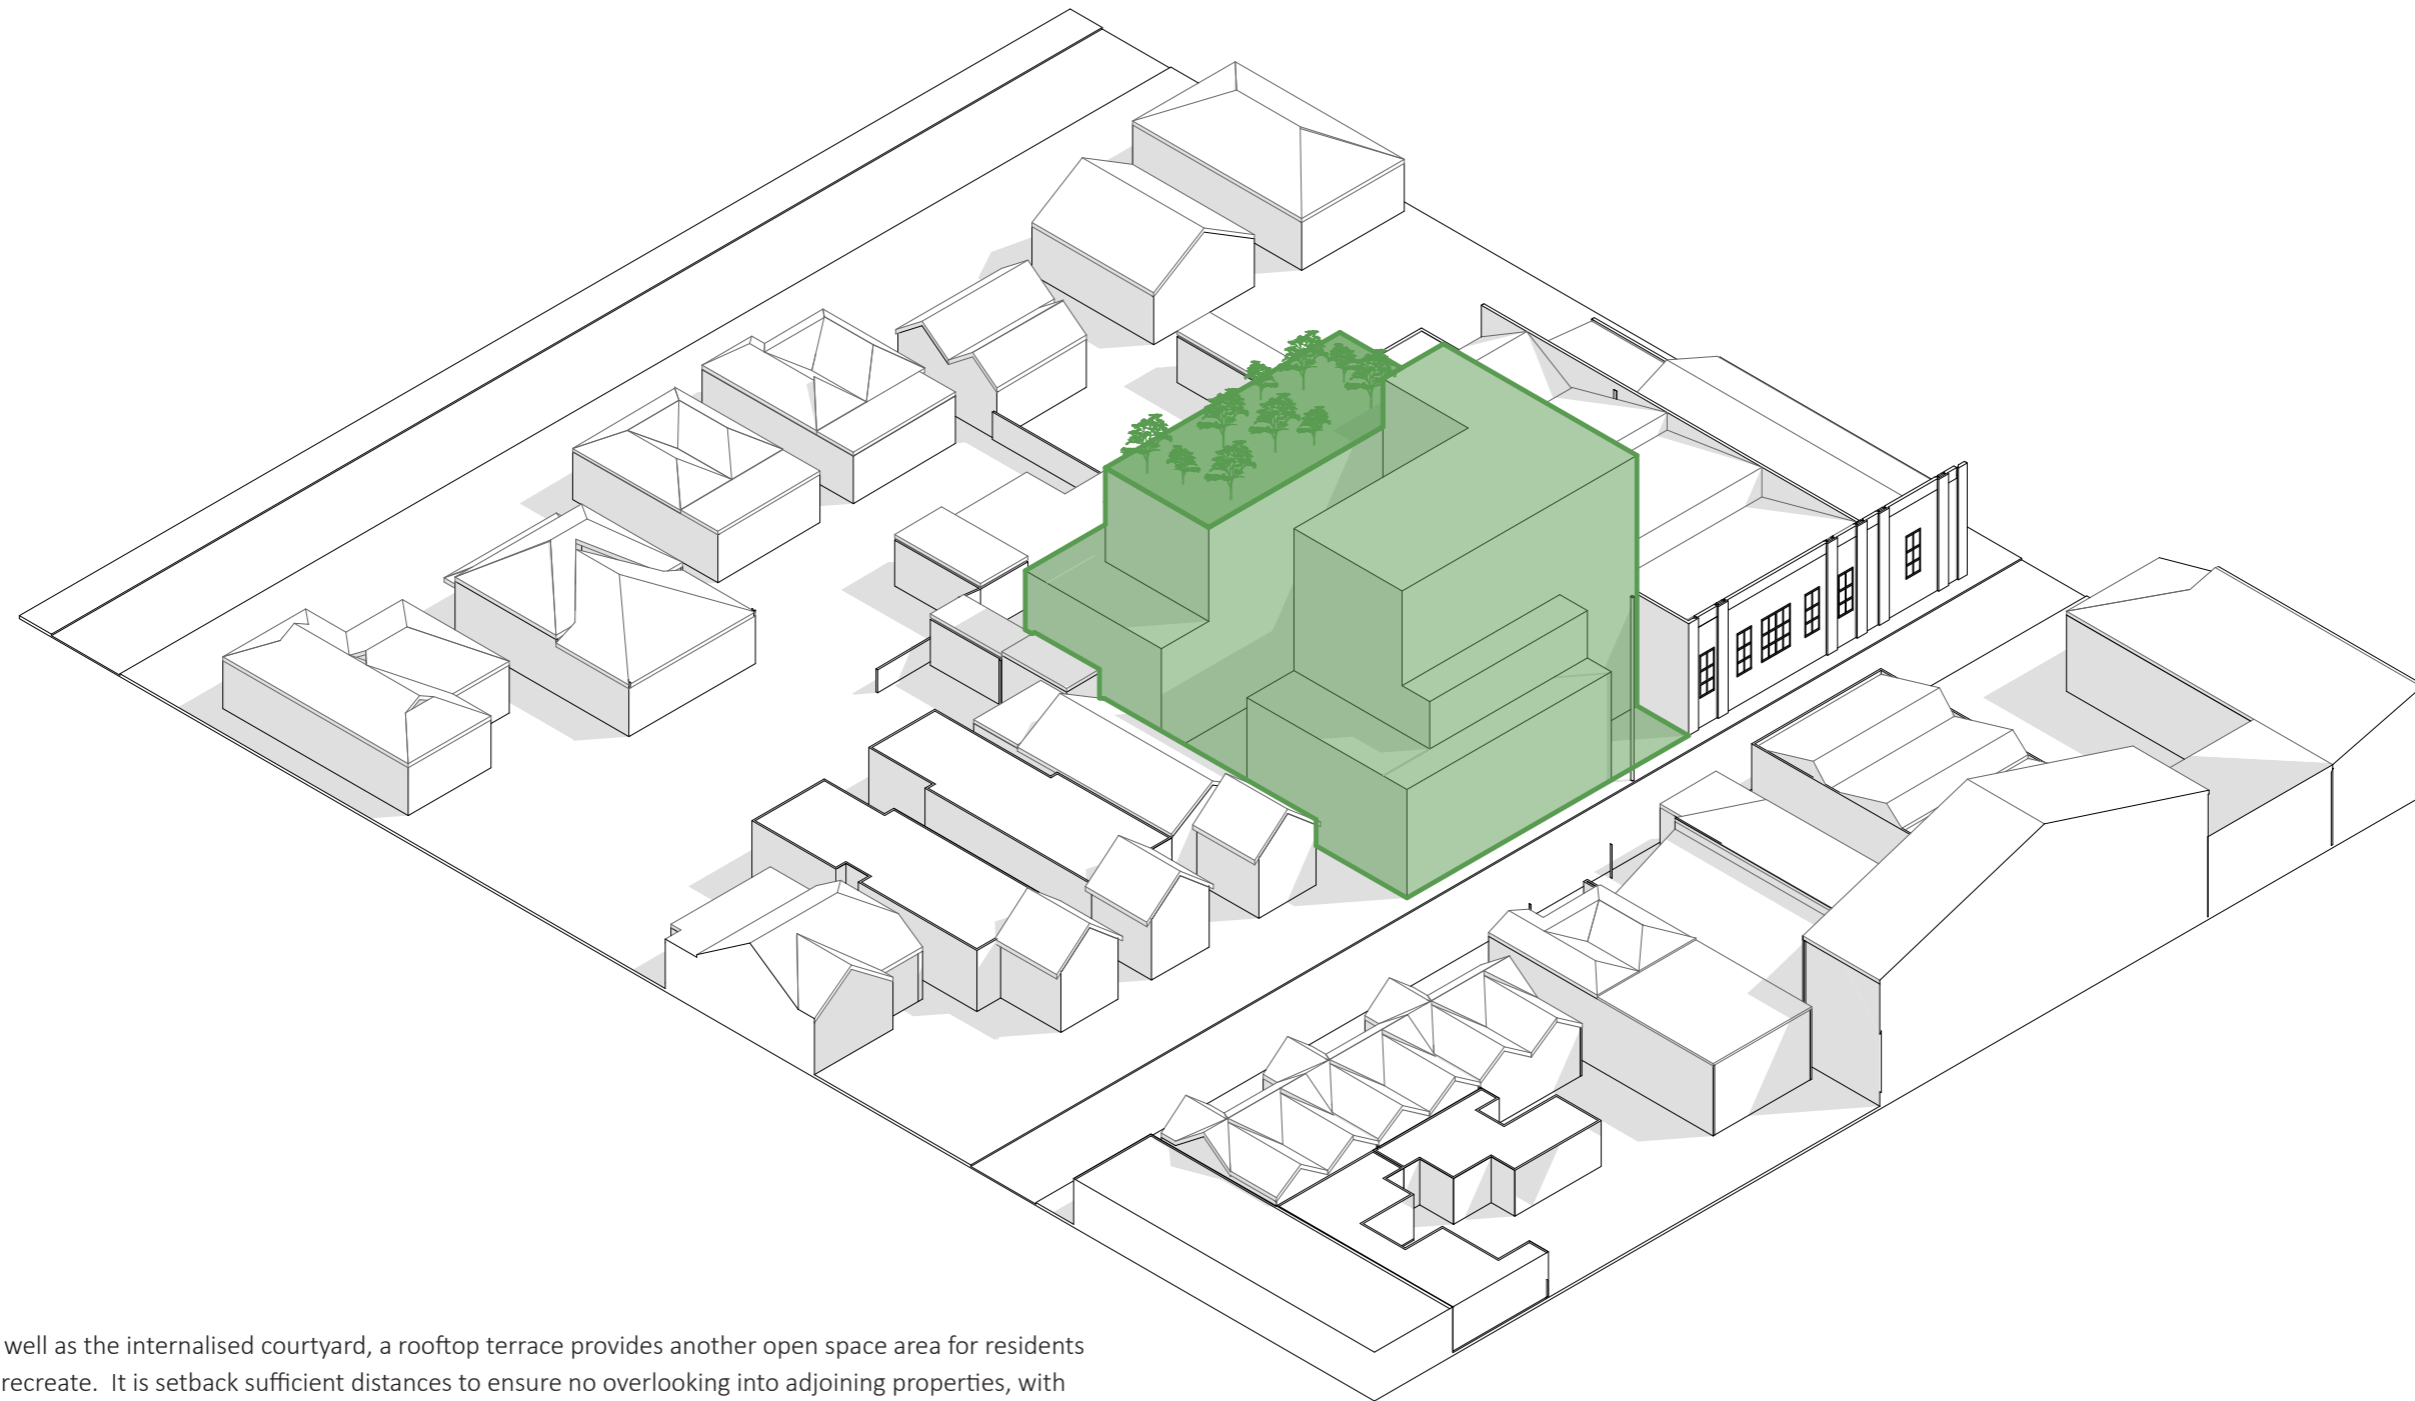 well as the internalised courtyard, a rooftop terrace provides another open space area for residents
recreate.  It is setback sufficient distances to ensure no overlooking into adjoining properties, with